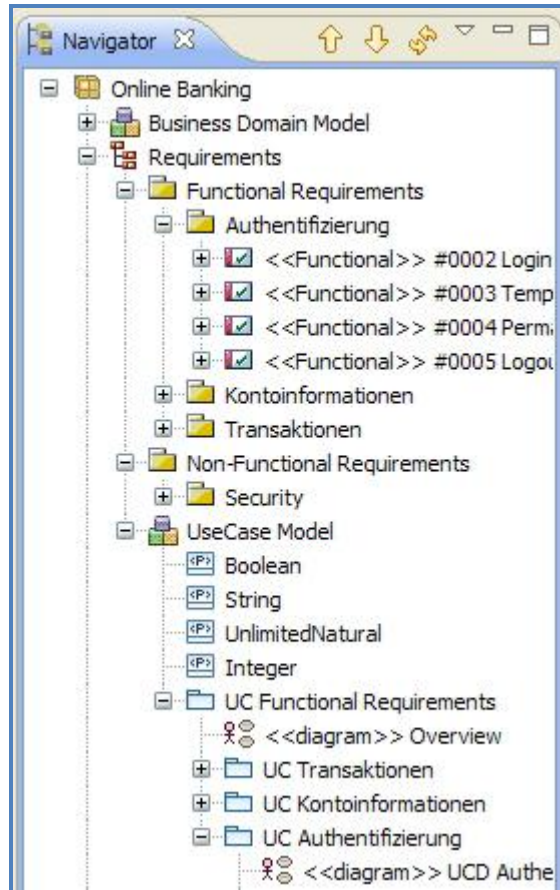 Navigator
Online Banking
Business Domain Model
Requirements
Functional Requirements
Authentifizierung
<<Functional>> #0002 Login
<<Functional>> #0003 Temp
<<Functional>> #0004 Perma
<<Functional>> #0005 Logou
Kontoinformationen
Transaktionen
Non-Functional Requirements
Security
UseCase Model
<P> Boolean
<P> String
<P> UnlimitedNatural
<P> Integer
UC Functional Requirements
<<diagram>> Overview
UC Transaktionen
UC Kontoinformationen
UC Authentifizierung
<<diagram>> UCD Authe